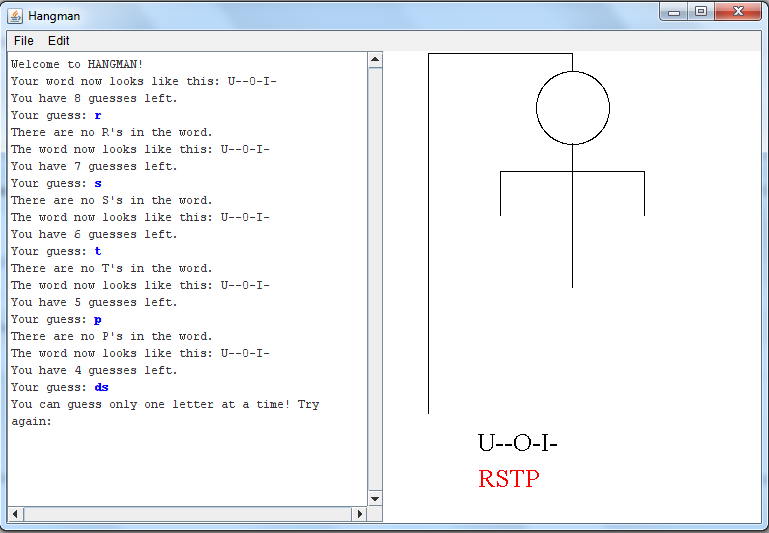 Hangman
File Edit
Welcome to HANGMAN!
Your word now looks like this: U--O-I-
You have 8 guesses left.
Your guess: r
There are no R's in the word.
The word now looks like this: U--O-I-
You have 7 guesses left.
Your guess: s
There are no S's in the word.
The word now looks like this: U--O-I-
You have 6 guesses left.
Your guess: t
There are no T's in the word.
The word now looks like this: U--O-I-
You have 5 guesses left.
Your guess: p
There are no P's in the word.
The word now looks like this: U--O-I-
You have 4 guesses left.
Your guess: ds
You can guess only one letter at a time! Try
again:
U--O-I-
RSTP